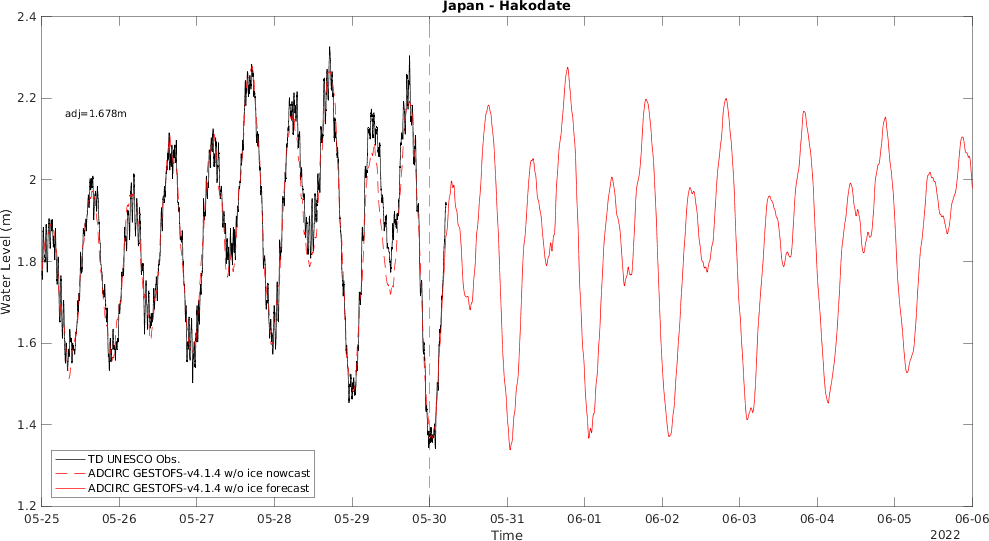 Japan - Hakodate
2.4
2.2
2
1.8
1.6
1.4
1.2
Water Level (m)
adj=1.678m
TD UNESCO Obs.
ADCIRC GESTOFS-v4.1.4 w/o ice nowcast
ADCIRC GESTOFS-v4.1.4 w/o ice forecast
05-25 05-26 05-27 05-28 05-29 05-30 05-31 06-01 06-02 06-03 06-04 06-05 06-06
Time
2022